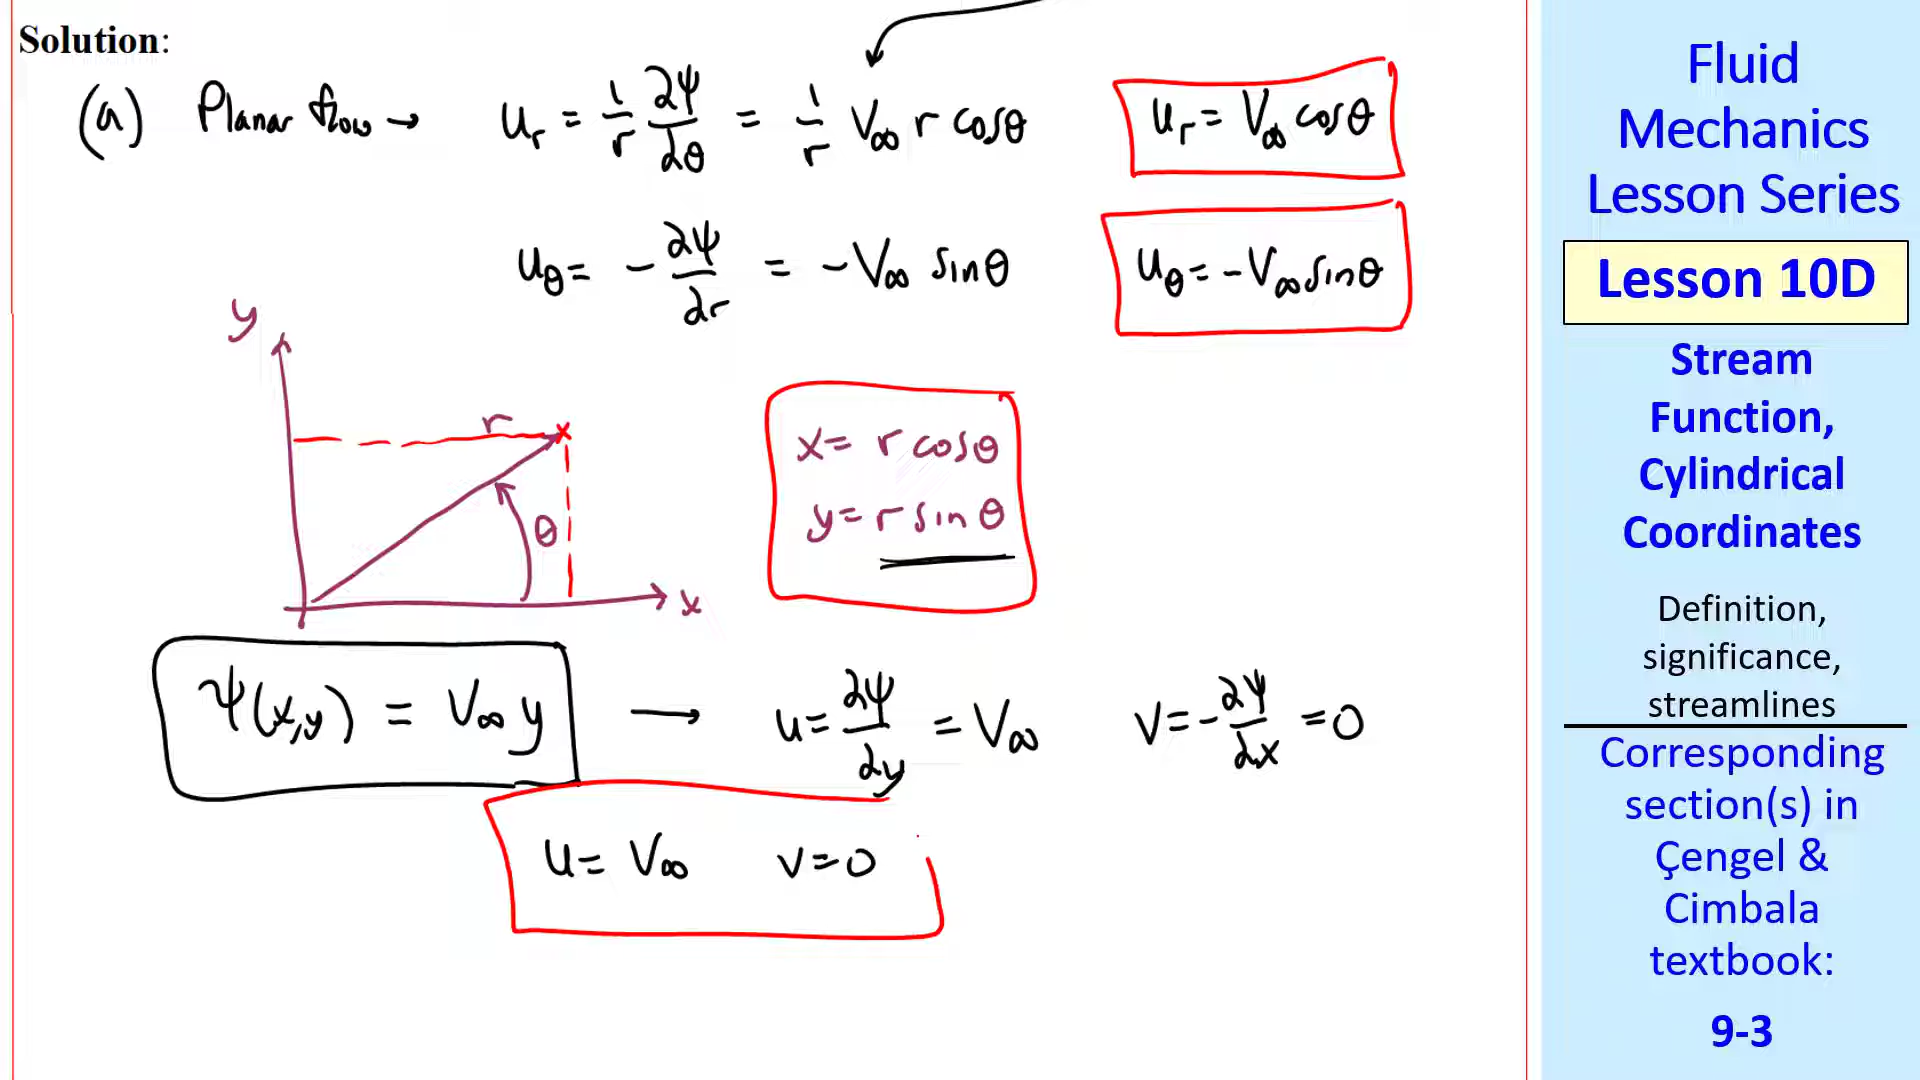 Solution:
(a) Planar flow → u_r = 1/r ∂ψ/∂θ = 1/r V∞ r cosθ
u_r = V∞ cosθ
u_θ = - ∂ψ/∂r = -V∞ sinθ
u_θ = -V∞ sinθ
y
r
x
θ
x
x = r cosθ
y = r sinθ
ψ(x,y) = V∞ y → u = ∂ψ/∂y = V∞ v = -∂ψ/∂x = 0
u = V∞ v = 0
Fluid
Mechanics
Lesson Series
Lesson 10D
Stream
Function,
Cylindrical
Coordinates
Definition,
significance,
streamlines
Corresponding
section(s) in
Çengel &
Cimbala
textbook:
9-3